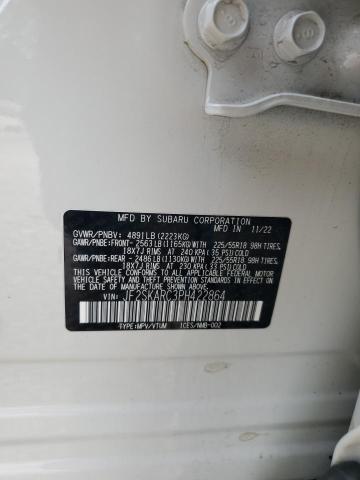 MFD BY SUBARU CORPORATION 11/22
GVWR/PNBV: 4891LB(2223KG)
GAWR/PNBE:FRONT- 2563LB(1165KG)WITH 225/55R18 98H TIRES,
18X7J RIMS AT 240 KPA(35 PSI)COLD
GAWR/PNBE:REAR - 2486LB(1130KG)WITH 225/55R18 98H TIRES,
18X7J RIMS AT 230 KPA(33 PSI)COLD
THIS VEHICLE CONFORMS TO ALL APPLICABLE FEDERAL MOTOR
VEHICLE SAFETY, BUMPER, AND THEFT PREVENTION STANDARDS
IN EFFECT ON THE DATE OF MANUFACTURE SHOWN ABOVE.
VIN: JF2SKARC3PH422864
TYPE:MPV/VTUM ICES/NMB-002